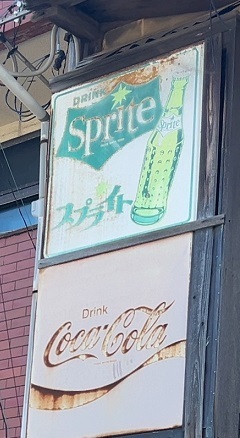 DRINK
Sprite
Sprite
スプライト
Drink
Coca-Cola